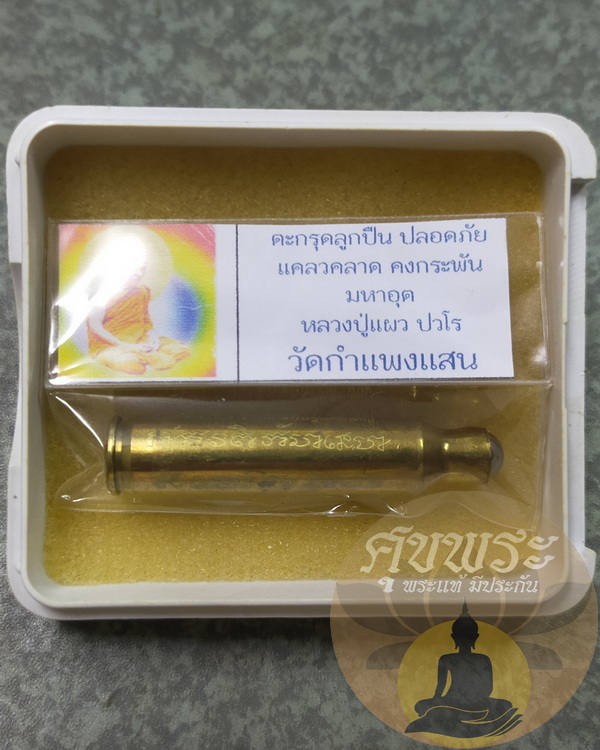 ตะกรุดลูกปืน ปลอดภัย
แคลวคลาด คงกระพัน
มหาอุต
หลวงปู่แผว ปวโร
วัดกำแพงแสน
ศุขพระ
พระแท้ มีประกัน